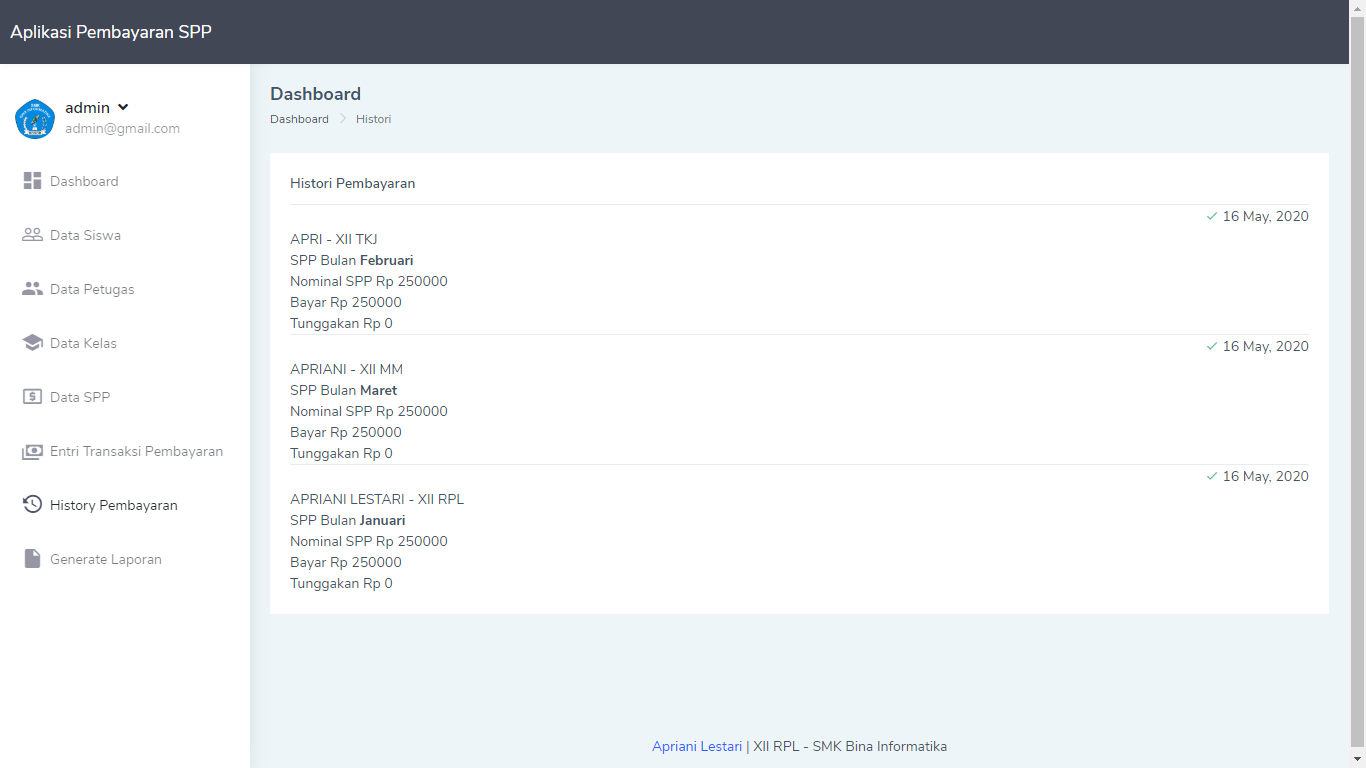 Aplikasi Pembayaran SPP
admin
admin@gmail.com
Dashboard
Data Siswa
Data Petugas
Data Kelas
Data SPP
Entri Transaksi Pembayaran
History Pembayaran
Generate Laporan
Dashboard
Dashboard Histori
Histori Pembayaran
16 May, 2020
APRI - XII TKJ
SPP Bulan Februari
Nominal SPP Rp 250000
Bayar Rp 250000
Tunggakan Rp 0
16 May, 2020
APRIANI - XII MM
SPP Bulan Maret
Nominal SPP Rp 250000
Bayar Rp 250000
Tunggakan Rp 0
16 May, 2020
APRIANI LESTARI - XII RPL
SPP Bulan Januari
Nominal SPP Rp 250000
Bayar Rp 250000
Tunggakan Rp 0
Apriani Lestari | XII RPL - SMK Bina Informatika